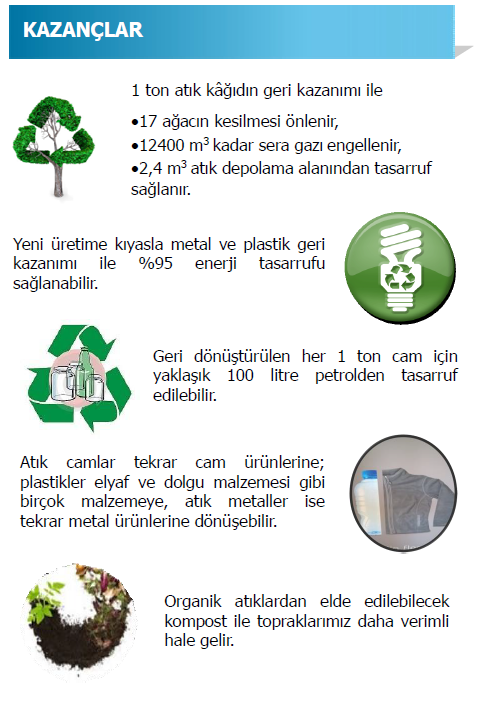 KAZANÇLAR
1 ton atık kâğıdın geri kazanımı ile
•17 ağacın kesilmesi önlenir,
•12400 m³ kadar sera gazı engellenir,
•2,4 m³ atık depolama alanından tasarruf
sağlanır.
Yeni üretime kıyasla metal ve plastik geri
kazanımı ile %95 enerji tasarrufu
sağlanabilir.
Geri dönüştürülen her 1 ton cam için
yaklaşık 100 litre petrolden tasarruf
edilebilir.
Atık camlar tekrar cam ürünlerine;
plastikler elyaf ve dolgu malzemesi gibi
birçok malzemeye, atık metaller ise
tekrar metal ürünlerine dönüşebilir.
Organik atıklardan elde edilebilecek
kompost ile topraklarımız daha verimli
hale gelir.